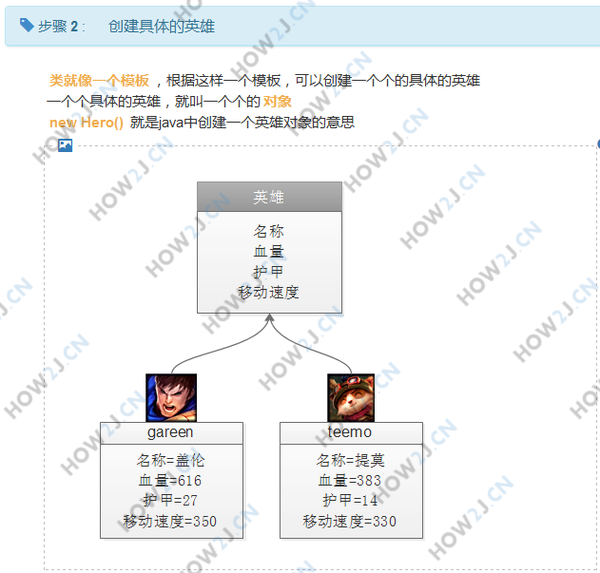 步骤 2 : 创建具体的英雄
类就像一个模板 ，根据这样一个模板，可以创建一个个的具体的英雄
一个个具体的英雄，就叫一个个的 对象
new Hero() 就是java中创建一个英雄对象的意思
英雄
名称
血量
护甲
移动速度
gareen
名称=盖伦
血量=616
护甲=27
移动速度=350
teemo
名称=提莫
血量=383
护甲=14
移动速度=330
HOW2J.CN